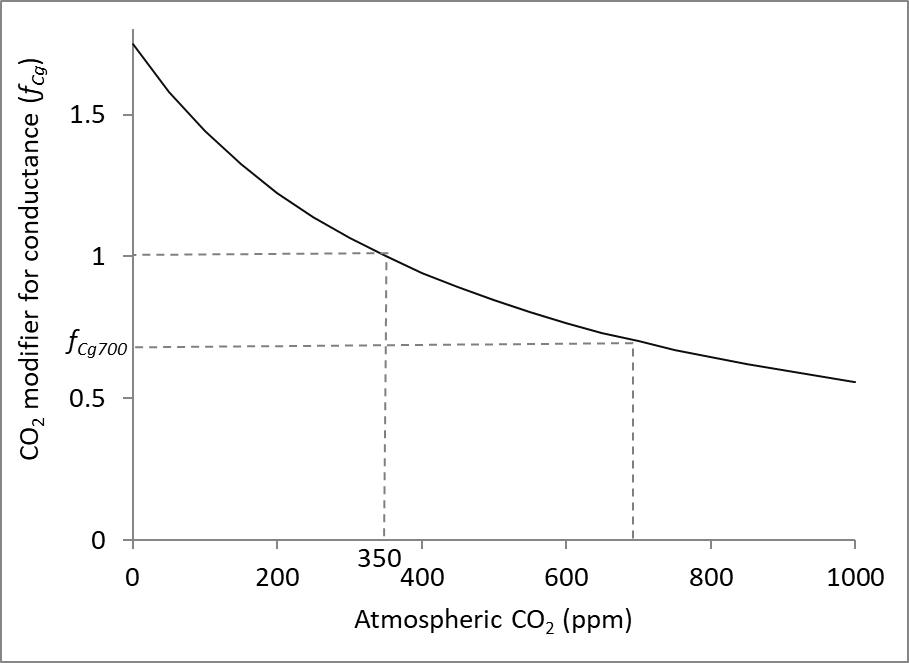 CO2 modifier for conductance (fCg)
1.5
1
fCg700
0.5
0
350
0 200 400 600 800 1000
Atmospheric CO2 (ppm)